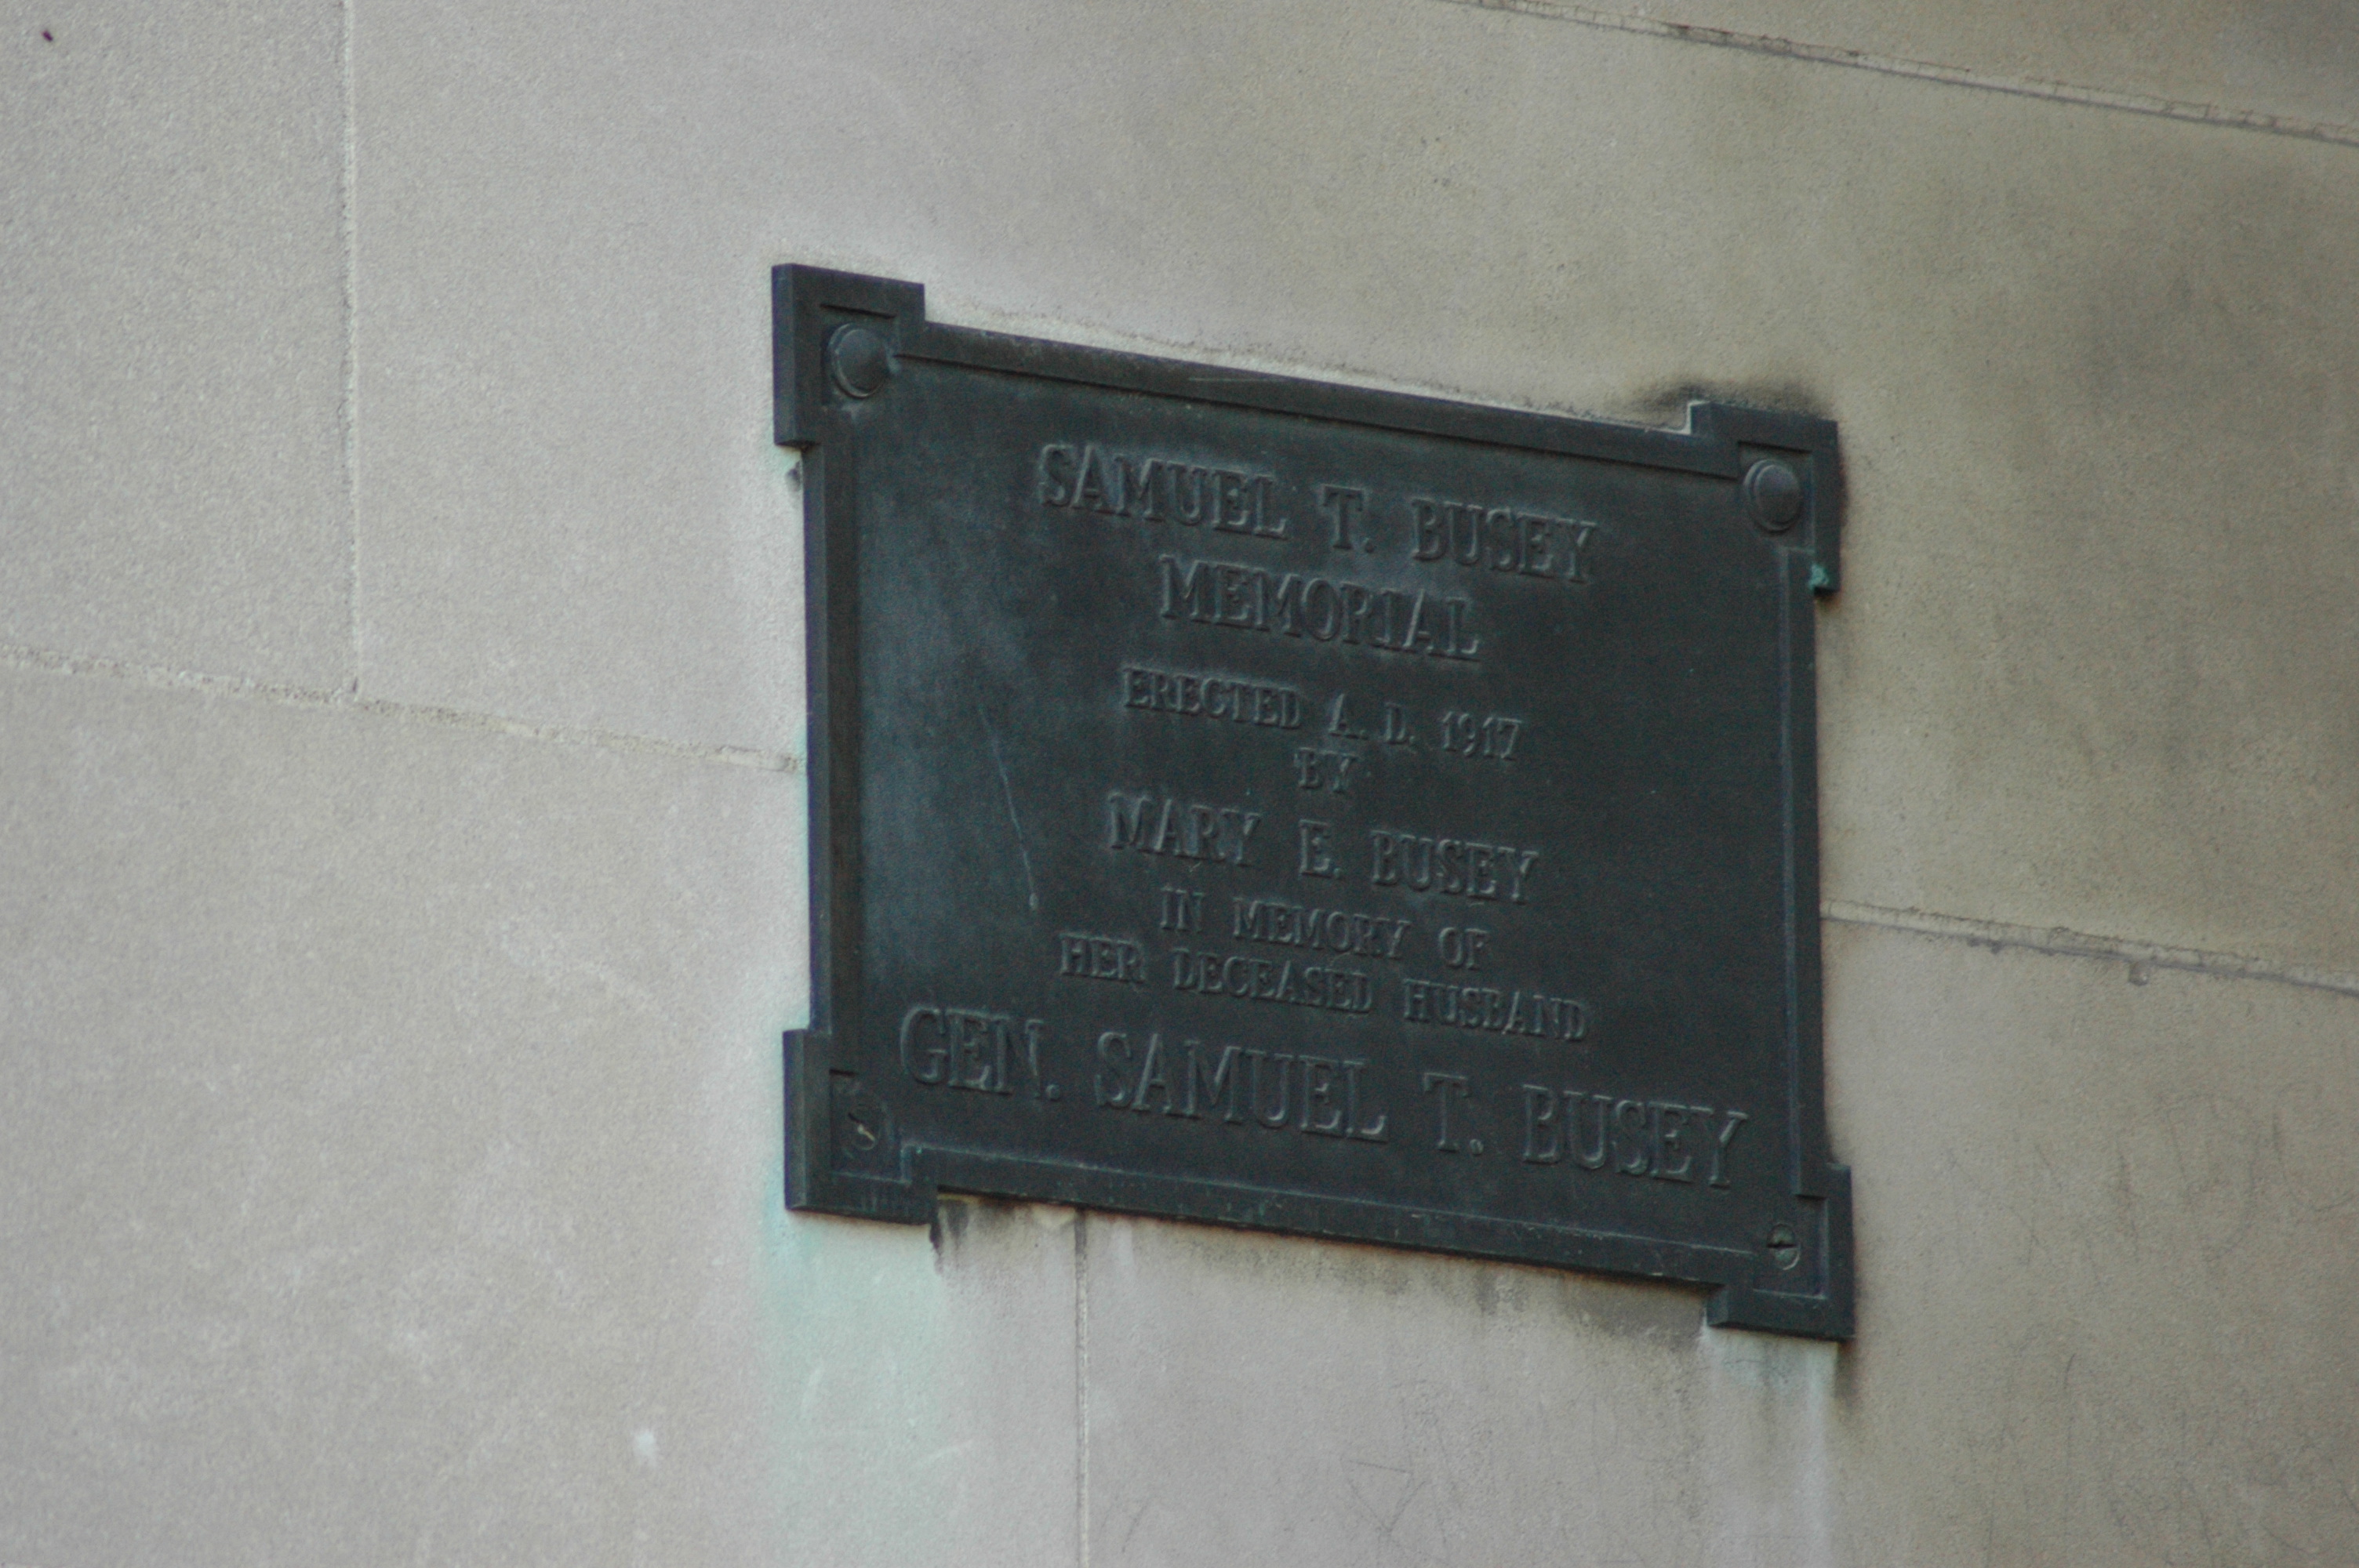 SAMUEL T. BUSEY
MEMORIAL
ERECTED A. D. 1917
BY
MARY E. BUSEY
IN MEMORY OF
HER DECEASED HUSBAND
GEN. SAMUEL T. BUSEY